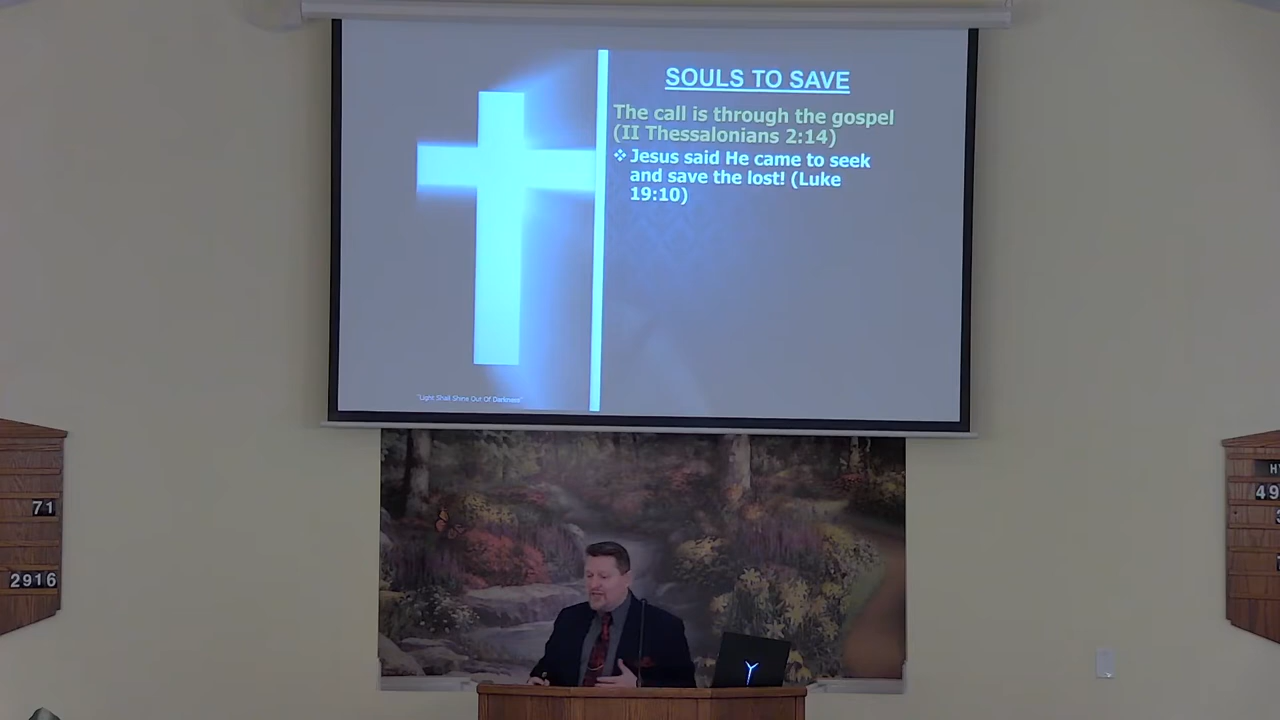 SOULS TO SAVE
The call is through the gospel
(II Thessalonians 2:14)
❖ Jesus said He came to seek
and save the lost! (Luke
19:10)
"Light Shall Shine Out Of Darkness"
71
2916
H
49